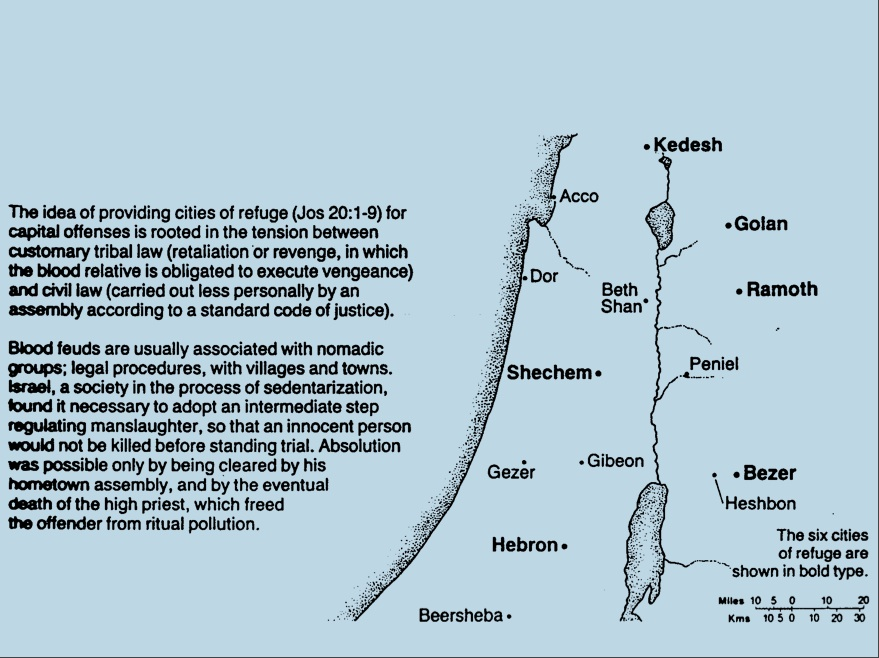 The idea of providing cities of refuge (Jos 20:1-9) for
capital offenses is rooted in the tension between
customary tribal law (retaliation or revenge, in which
the blood relative is obligated to execute vengeance)
and civil law (carried out less personally by an
assembly according to a standard code of justice).
Blood feuds are usually associated with nomadic
groups; legal procedures, with villages and towns.
Israel, a society in the process of sedentarization,
found it necessary to adopt an intermediate step
regulating manslaughter, so that an innocent person
would not be killed before standing trial. Absolution
was possible only by being cleared by his
hometown assembly, and by the eventual
death of the high priest, which freed
the offender from ritual pollution.
Kedesh
Acco
Golan
Dor
Beth
Shan
Ramoth
Peniel
Shechem
Gezer
Gibeon
Bezer
Heshbon
Hebron
The six cities
of refuge are
shown in bold type.
Beersheba
Miles 10 5 0 10 20
Kms 10 5 0 10 20 30